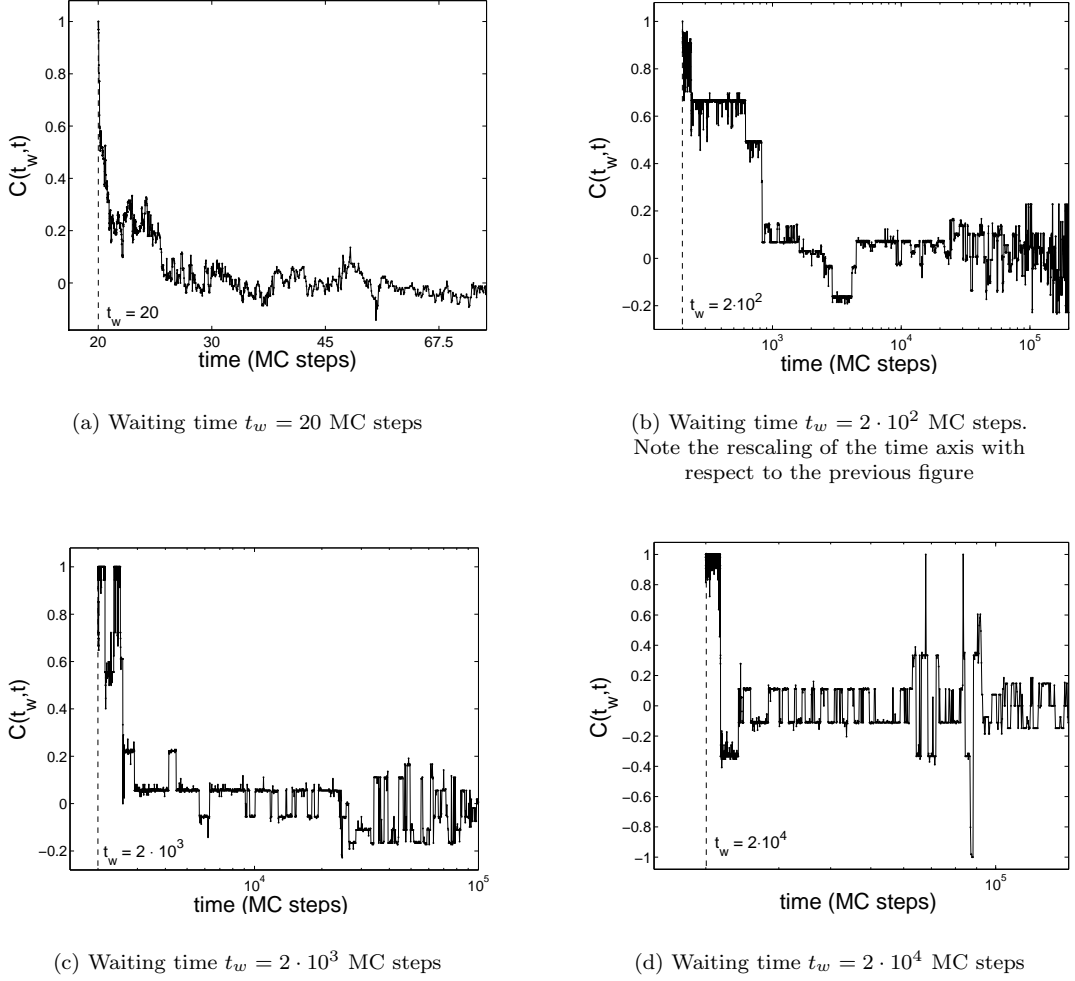 1
0.8
0.6
0.4
0.2
0
C(t_w,t)
t_w = 20
20
30
45
67.5
time (MC steps)
(a) Waiting time t_w = 20 MC steps
1
0.8
0.6
0.4
0.2
0
−0.2
C(t_w,t)
t_w = 2·10^2
10^3
10^4
10^5
time (MC steps)
(b) Waiting time t_w = 2 · 10^2 MC steps.
Note the rescaling of the time axis with
respect to the previous figure
1
0.8
0.6
0.4
0.2
0
−0.2
C(t_w,t)
t_w = 2 · 10^3
10^4
10^5
time (MC steps)
(c) Waiting time t_w = 2 · 10^3 MC steps
1
0.8
0.6
0.4
0.2
0
−0.2
−0.4
−0.6
−0.8
−1
C(t_w,t)
t_w = 2·10^4
10^5
time (MC steps)
(d) Waiting time t_w = 2 · 10^4 MC steps